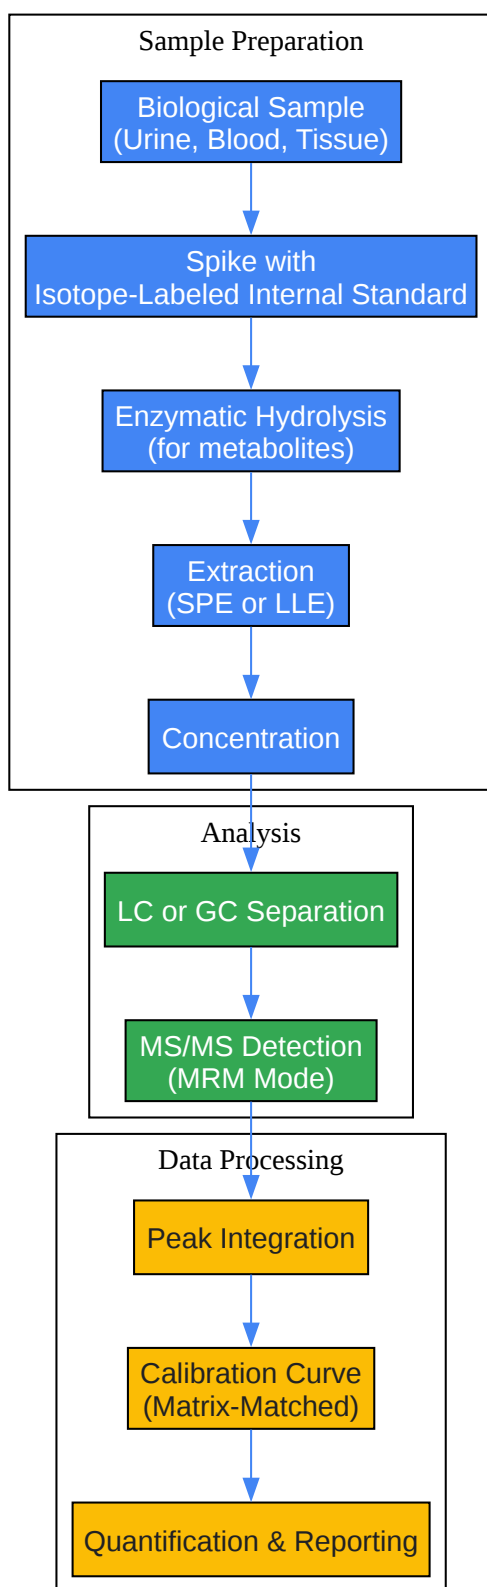 Sample Preparation
Biological Sample
(Urine, Blood, Tissue)
Spike with
Isotope-Labeled Internal Standard
Enzymatic Hydrolysis
(for metabolites)
Extraction
(SPE or LLE)
Concentration
Analysis
LC or GC Separation
MS/MS Detection
(MRM Mode)
Data Processing
Peak Integration
Calibration Curve
(Matrix-Matched)
Quantification & Reporting